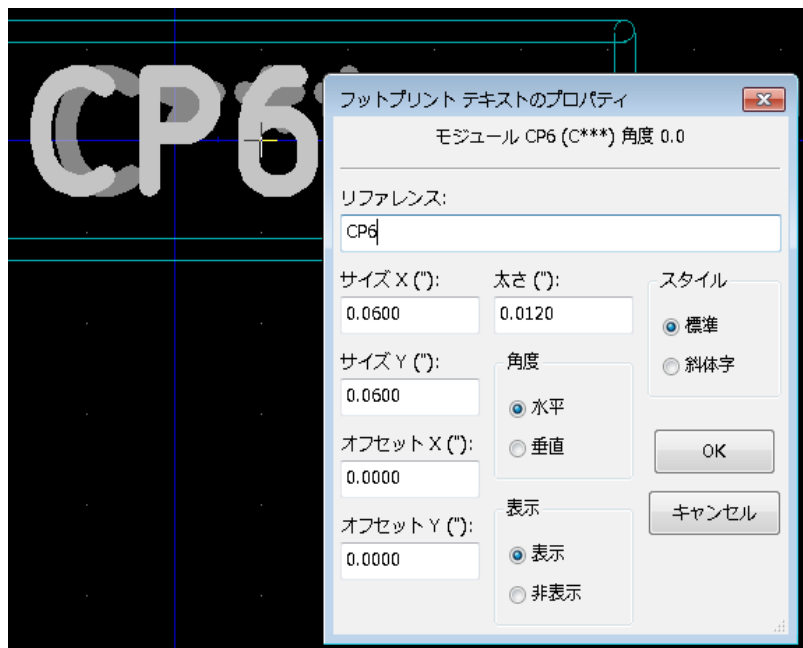 CP6
フットプリント テキストのプロパティ
モジュール CP6 (C***) 角度 0.0
リファレンス:
CP6
サイズ X ("):
太さ ("):
スタイル
0.0600
0.0120
標準
斜体字
サイズ Y ("):
角度
0.0600
水平
垂直
オフセット X ("):
0.0000
OK
キャンセル
オフセット Y ("):
表示
0.0000
表示
非表示